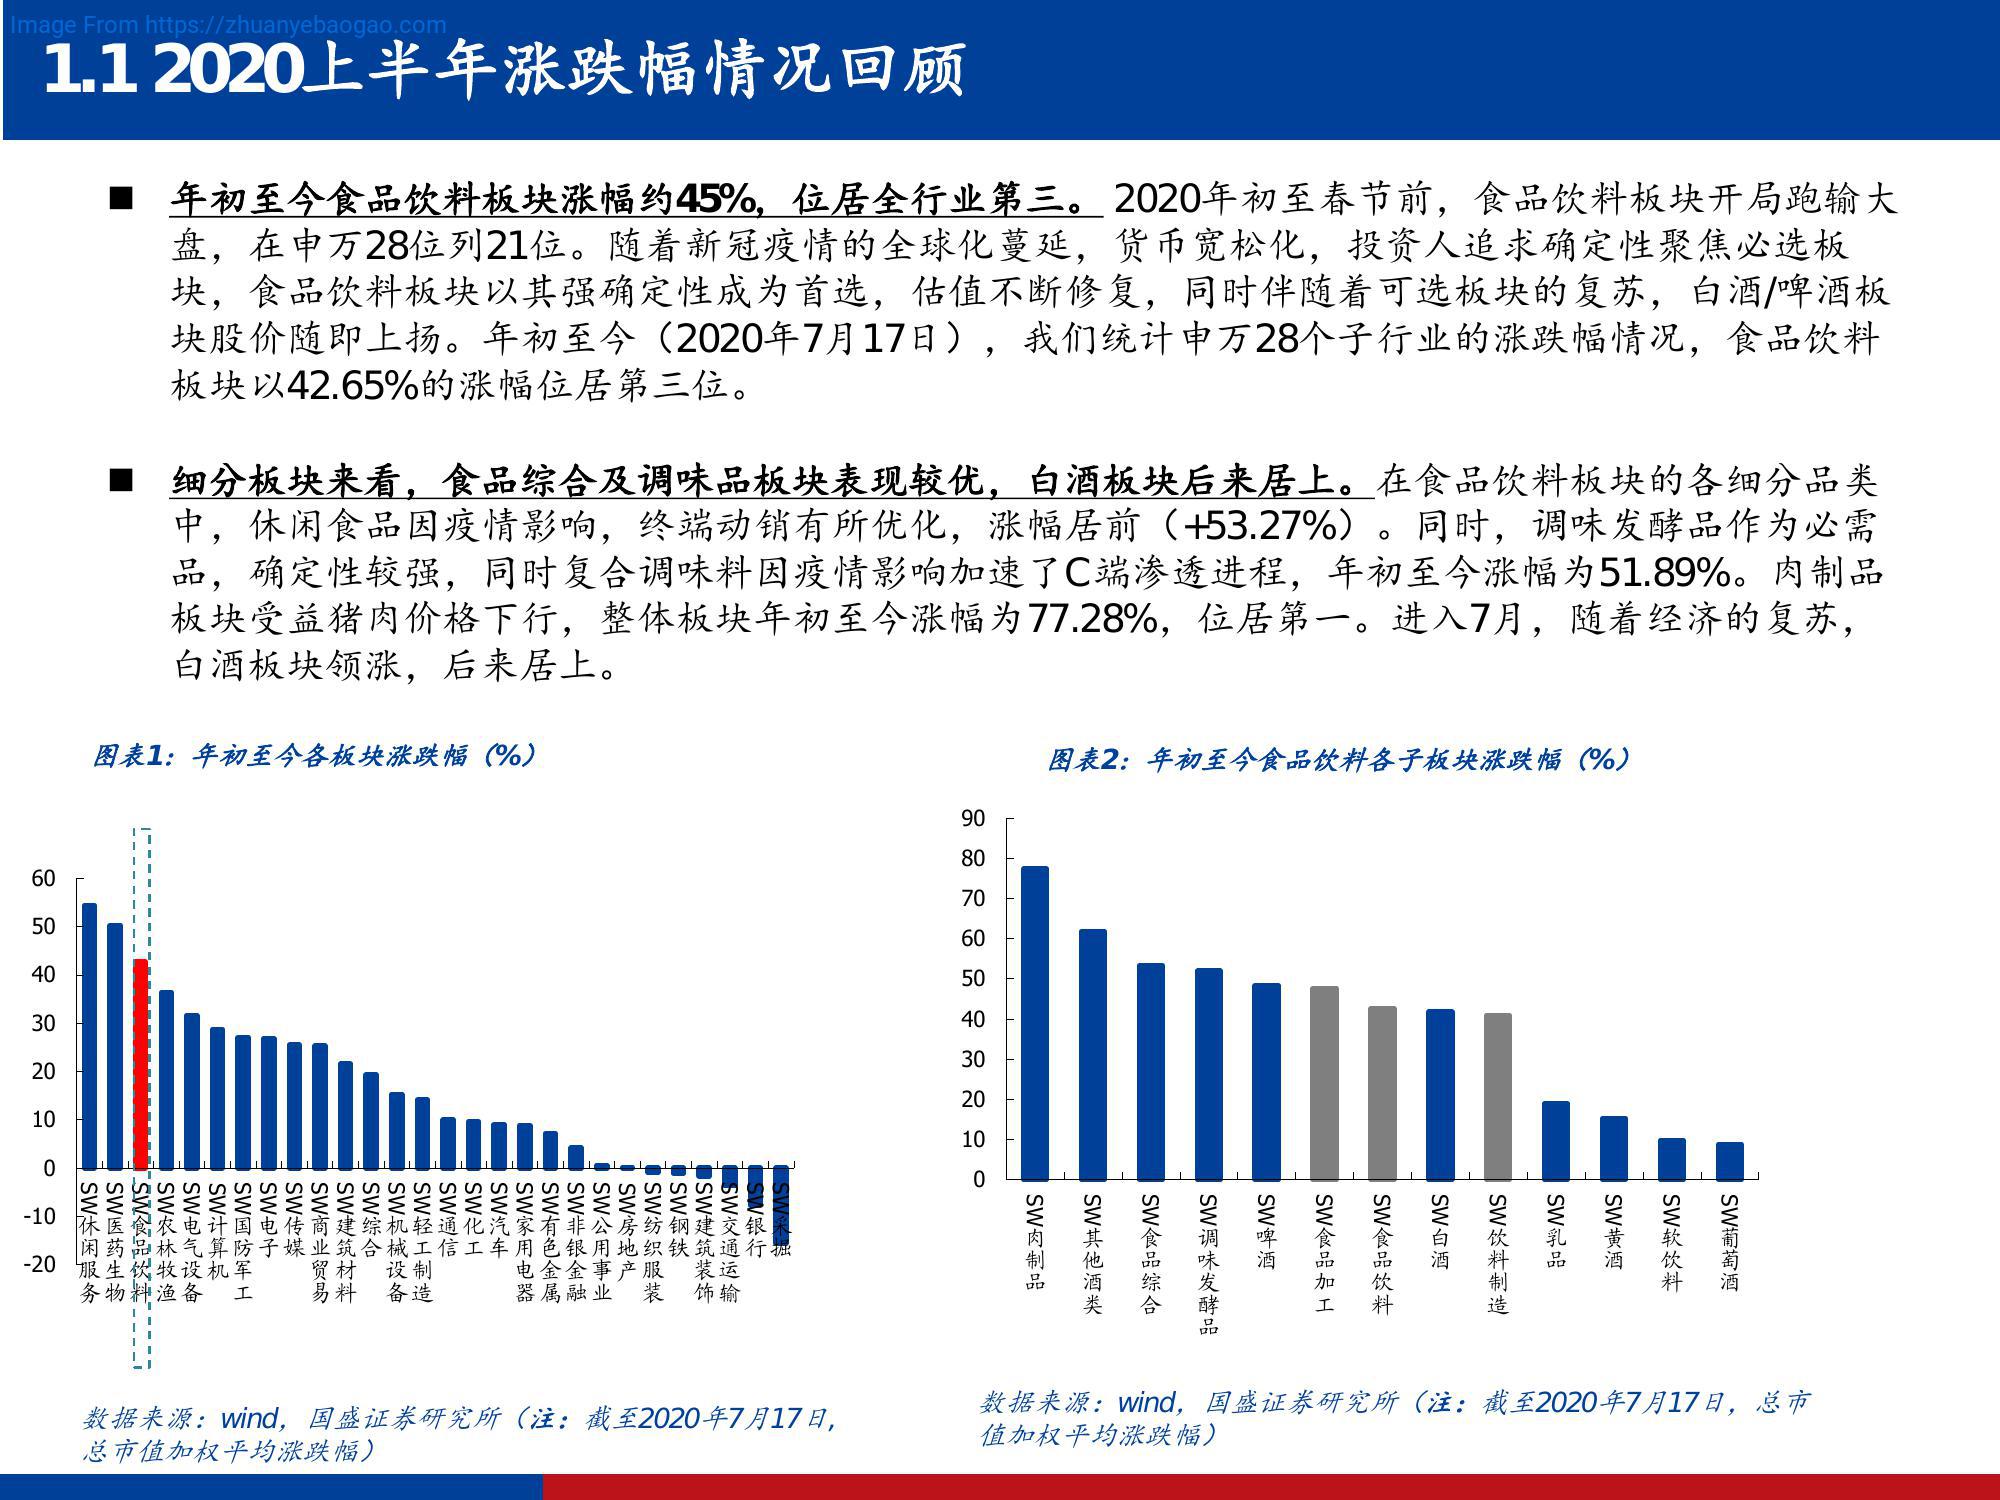 Image From https://zhuanyebaogao.com
1.1 2020上半年涨跌幅情况回顾
■ 年初至今食品饮料板块涨幅约45%，位居全行业第三。2020年初至春节前，食品饮料板块开局跑输大
盘，在申万28位列21位。随着新冠疫情的全球化蔓延，货币宽松化，投资人追求确定性聚焦必选板
块，食品饮料板块以其强确定性成为首选，估值不断修复，同时伴随着可选板块的复苏，白酒/啤酒板
块股价随即上扬。年初至今（2020年7月17日），我们统计申万28个子行业的涨跌幅情况，食品饮料
板块以42.65%的涨幅位居第三位。
■ 细分板块来看，食品综合及调味品板块表现较优，白酒板块后来居上。在食品饮料板块的各细分品类
中，休闲食品因疫情影响，终端动销有所优化，涨幅居前（+53.27%）。同时，调味发酵品作为必需
品，确定性较强，同时复合调味料因疫情影响加速了C端渗透进程，年初至今涨幅为51.89%。肉制品
板块受益猪肉价格下行，整体板块年初至今涨幅为77.28%，位居第一。进入7月，随着经济的复苏，
白酒板块领涨，后来居上。
图表1：年初至今各板块涨跌幅（%）
60
50
40
30
20
10
0
-10
-20
SW休闲服务
SW医药生物
SW食品饮料
SW农林牧渔
SW电气设备
SW计算机
SW国防军工
SW电子
SW传媒
SW商业贸易
SW建筑材料
SW综合
SW机械设备
SW轻工制造
SW通信
SW化工
SW汽车
SW家用电器
SW有色金属
SW非银金融
SW公用事业
SW房地产
SW纺织服装
SW钢铁
SW建筑装饰
SW交通运输
SW银行
SW采掘
数据来源：wind，国盛证券研究所（注：截至2020年7月17日，
总市值加权平均涨跌幅）
图表2：年初至今食品饮料各子板块涨跌幅（%）
90
80
70
60
50
40
30
20
10
0
SW肉制品
SW其他酒类
SW食品综合
SW调味发酵品
SW啤酒
SW食品加工
SW食品饮料
SW白酒
SW饮料制造
SW乳品
SW黄酒
SW软饮料
SW葡萄酒
数据来源：wind，国盛证券研究所（注：截至2020年7月17日，总市
值加权平均涨跌幅）